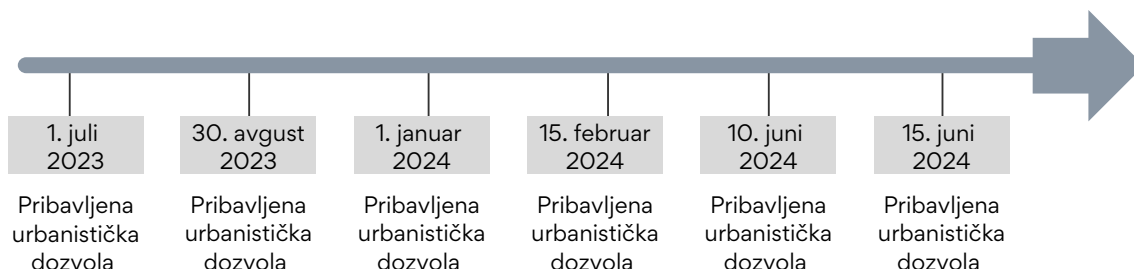 1. juli
2023
30. avgust
2023
1. januar
2024
15. februar
2024
10. juni
2024
15. juni
2024
Pribavljena
urbanistička
dozvola
Pribavljena
urbanistička
dozvola
Pribavljena
urbanistička
dozvola
Pribavljena
urbanistička
dozvola
Pribavljena
urbanistička
dozvola
Pribavljena
urbanistička
dozvola